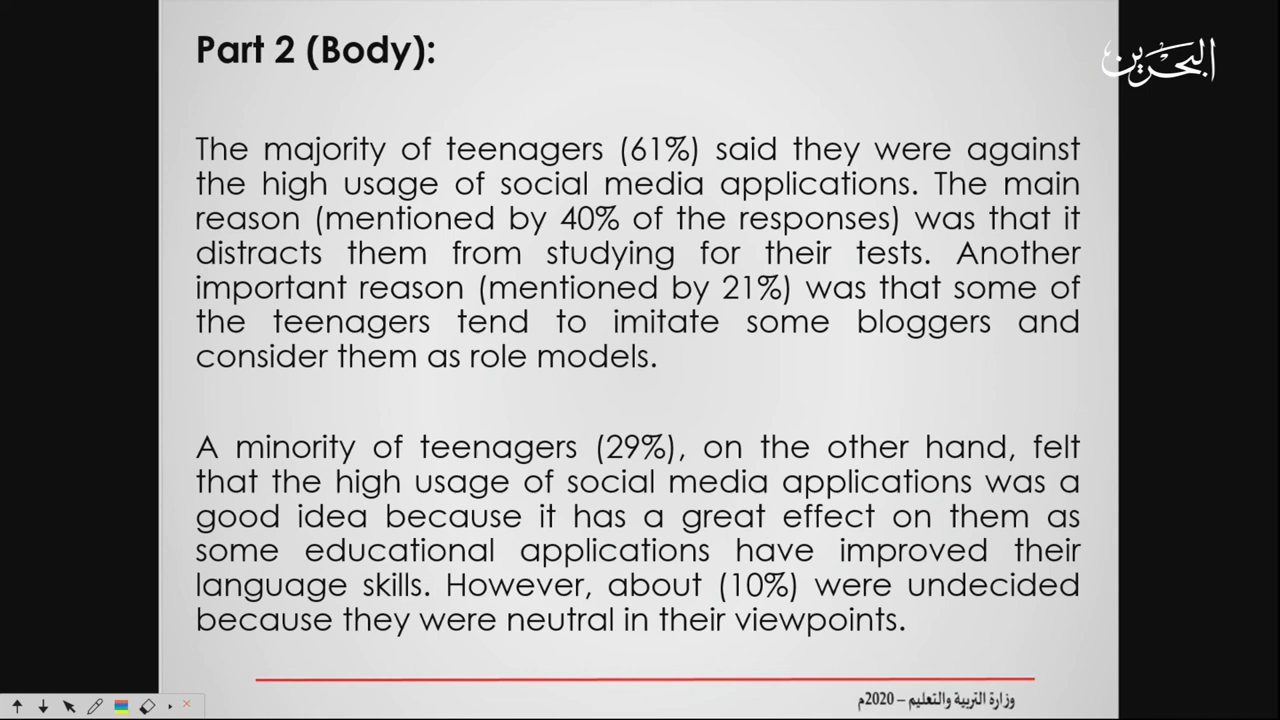 Part 2 (Body):
البحرين
The majority of teenagers (61%) said they were against
the high usage of social media applications. The main
reason (mentioned by 40% of the responses) was that it
distracts them from studying for their tests. Another
important reason (mentioned by 21%) was that some of
the teenagers tend to imitate some bloggers and
consider them as role models.
A minority of teenagers (29%), on the other hand, felt
that the high usage of social media applications was a
good idea because it has a great effect on them as
some educational applications have improved their
language skills. However, about (10%) were undecided
because they were neutral in their viewpoints.
وزارة التربية والتعليم – 2020م